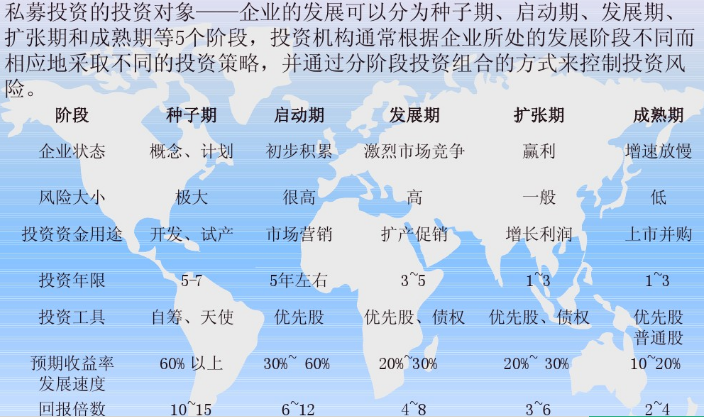 私募投资的投资对象——企业的发展可以分为种子期、启动期、发展期、
扩张期和成熟期等5个阶段，投资机构通常根据企业所处的发展阶段不同而
相应地采取不同的投资策略，并通过分阶段投资组合的方式来控制投资风
险。
阶段 种子期 启动期 发展期 扩张期 成熟期
企业状态 概念、计划 初步积累 激烈市场竞争 赢利 增速放慢
风险大小 极大 很高 高 一般 低
投资资金用途 开发、试产 市场营销 扩产促销 增长利润 上市并购
投资年限 5-7 5年左右 3~5 1~3 1~3
投资工具 自筹、天使 优先股 优先股、债权 优先股、债权 优先股
普通股
预期收益率 60%以上 30%~ 60% 20%~30% 20%~ 30% 10~20%
发展速度
回报倍数 10~15 6~12 4~8 3~6 2~4